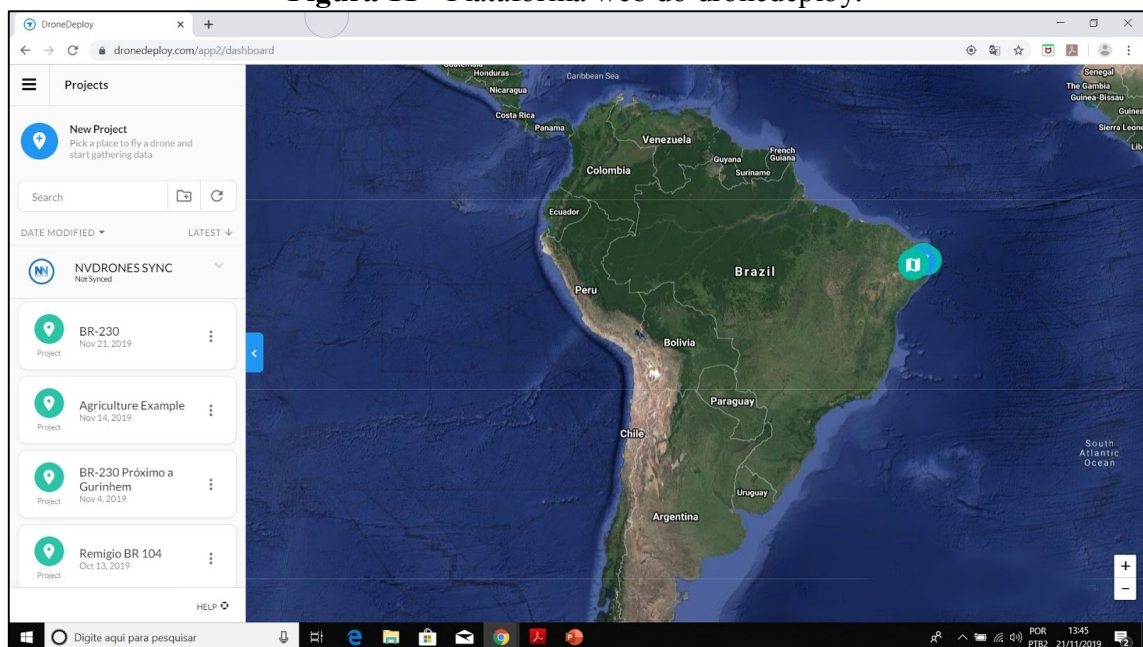 Figura 11 - Plataforma web do dronedeploy.
DroneDeploy
dronedeploy.com/app2/dashboard
Projects
New Project
Pick a place to fly a drone and
start gathering data
Search
DATE MODIFIED
LATEST
NVDRONES SYNC
Not Synced
BR-230
Nov 21, 2019
Project
Agriculture Example
Nov 14, 2019
Project
BR-230 Próximo a
Gurinhem
Nov 4, 2019
Project
Remígio BR 104
Oct 13, 2019
Project
HELP
Guatemala
Honduras
Nicaragua
Caribbean Sea
Costa Rica
Panama
Venezuela
Guyana
French
Guiana
Suriname
Colombia
Ecuador
Brazil
Peru
Bolivia
Paraguay
Chile
Uruguay
Argentina
Senegal
The Gambia
Guinea-Bissau
Guinea
Sierra Leone
Lib
South
Atlantic
Ocean
Digite aqui para pesquisar
POR
PTB2
13:45
21/11/2019
2